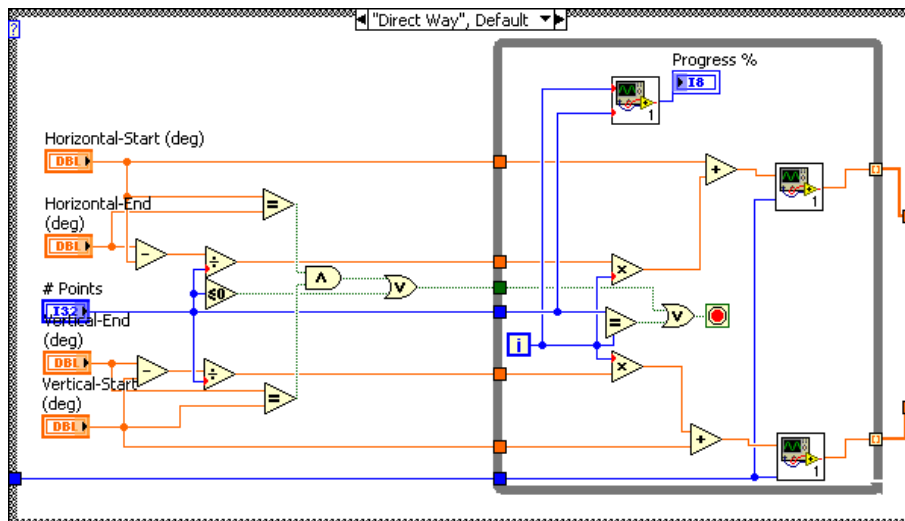 "Direct Way", Default
?
Progress %
I8
1
Horizontal-Start (deg)
DBL
=
+
1
Horizontal-End
(deg)
DBL
-
÷
×
# Points
I32
≤0
∧
∨
=
∨
i
Vertical-End
(deg)
DBL
-
÷
×
Vertical-Start
(deg)
DBL
=
+
1